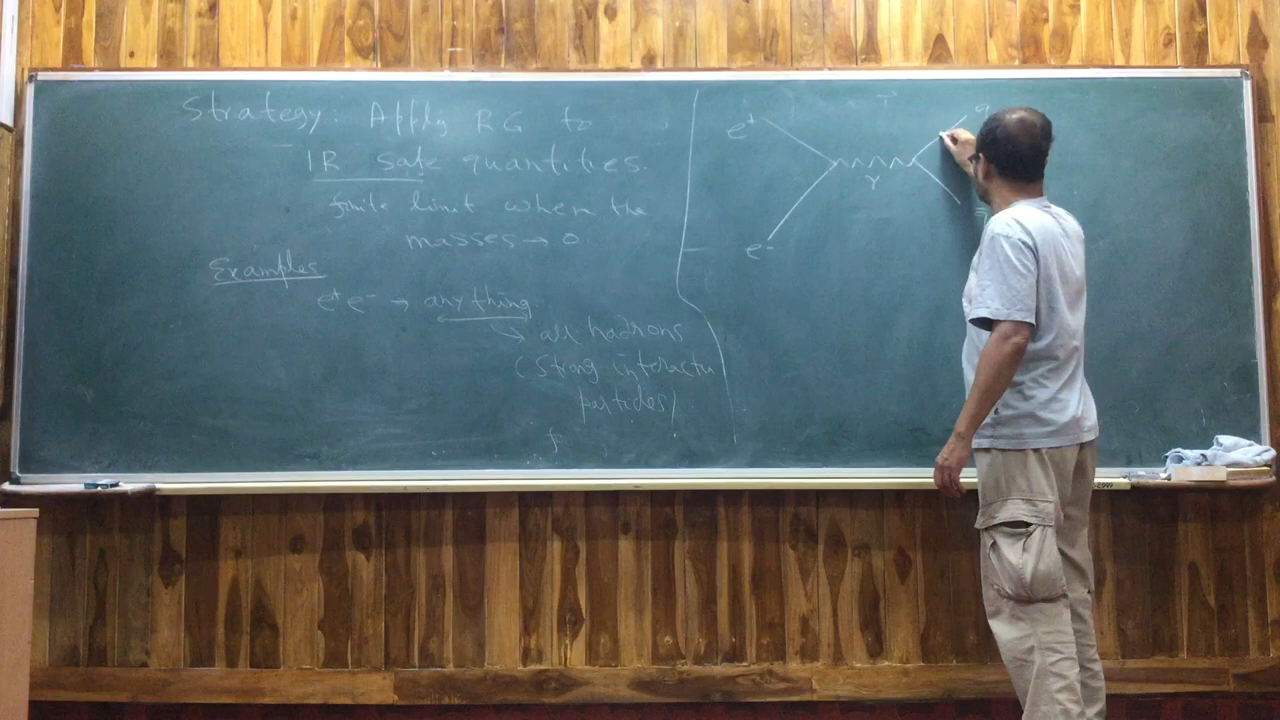 Strategy: Apply RG to
IR safe quantities.
finite limit when the
masses → 0
Examples
e⁺ e⁻ → anything.
↳ all hadrons
(Strong interactin
particles)
e⁺
q
γ
e⁻